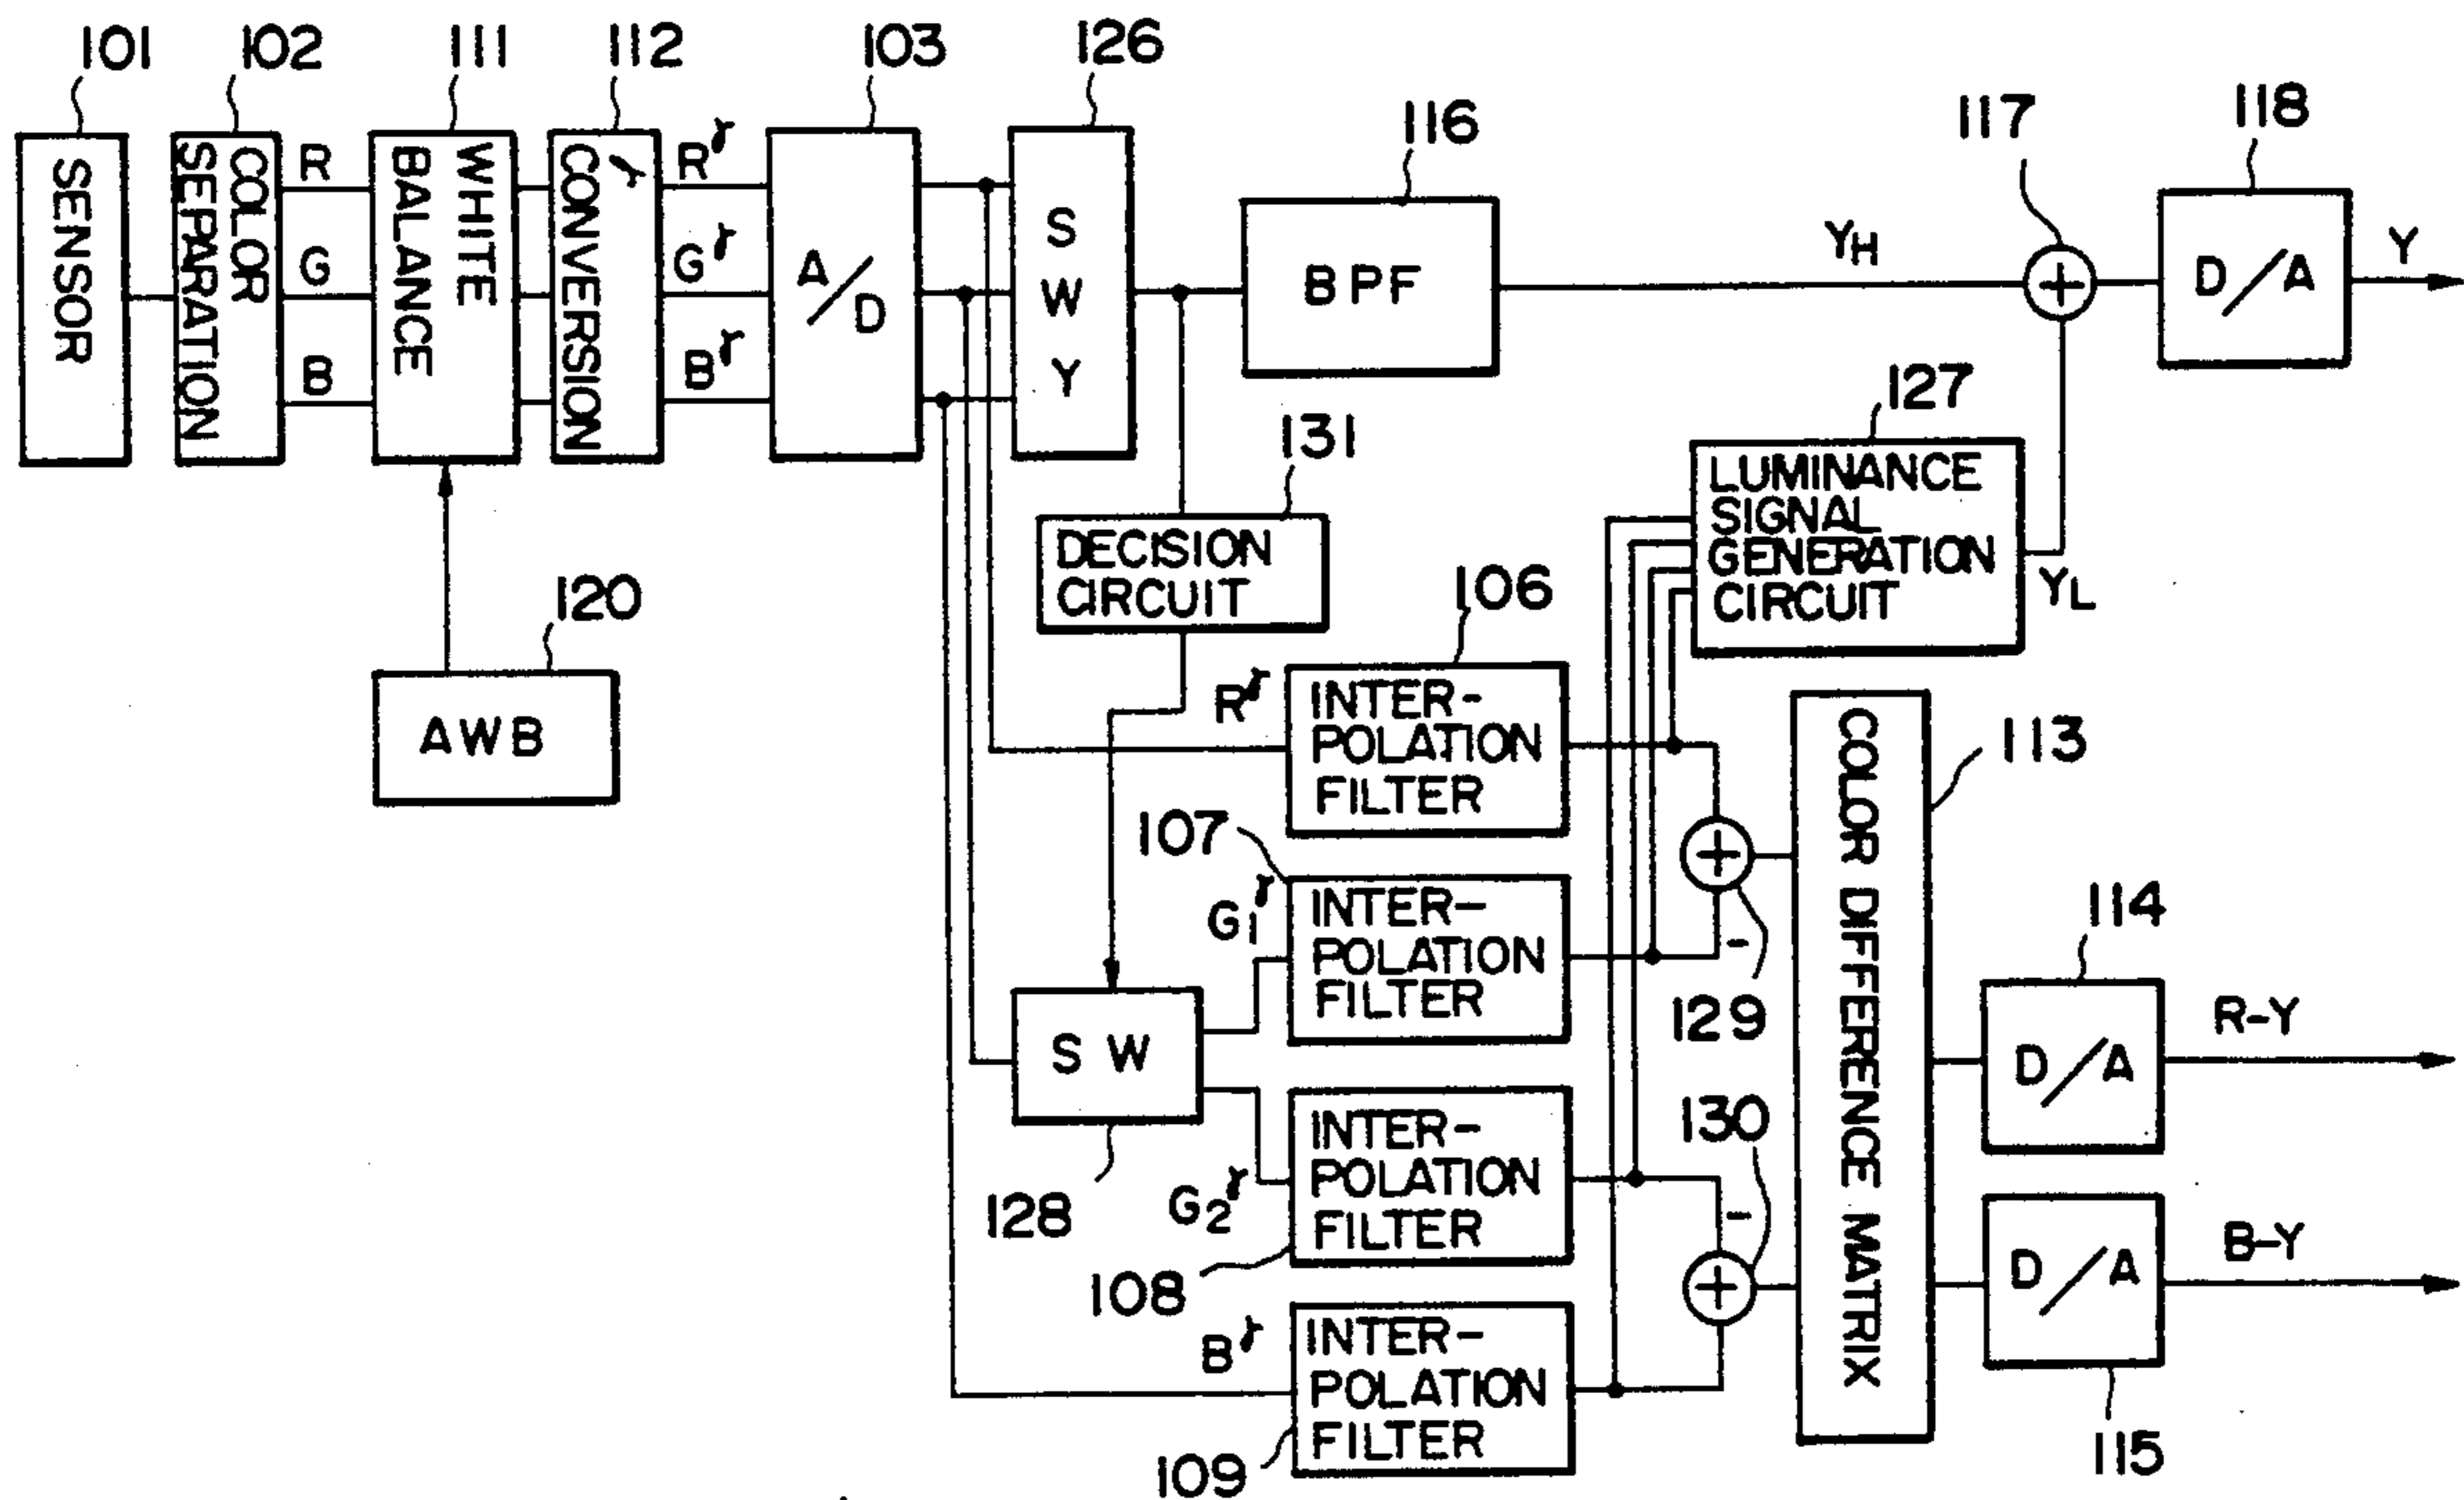 101
102
111
112
103
126
116
117
118
SENSOR
COLOR
SEPARATION
R
G
B
WHITE
BALANCE
γ
CONVERSION
Rγ
Gγ
Bγ
A/D
SWY
BPF
YH
D/A
Y
131
127
DECISION
CIRCUIT
LUMINANCE
SIGNAL
GENERATION
CIRCUIT
YL
120
AWB
106
Rγ
INTER-
POLATION
FILTER
113
COLOR DIFFERENCE MATRIX
107
G1γ
INTER-
POLATION
FILTER
-
129
114
D/A
R-Y
SW
128
130
G2γ
INTER-
POLATION
FILTER
-
108
D/A
B-Y
115
Bγ
INTER-
POLATION
FILTER
109